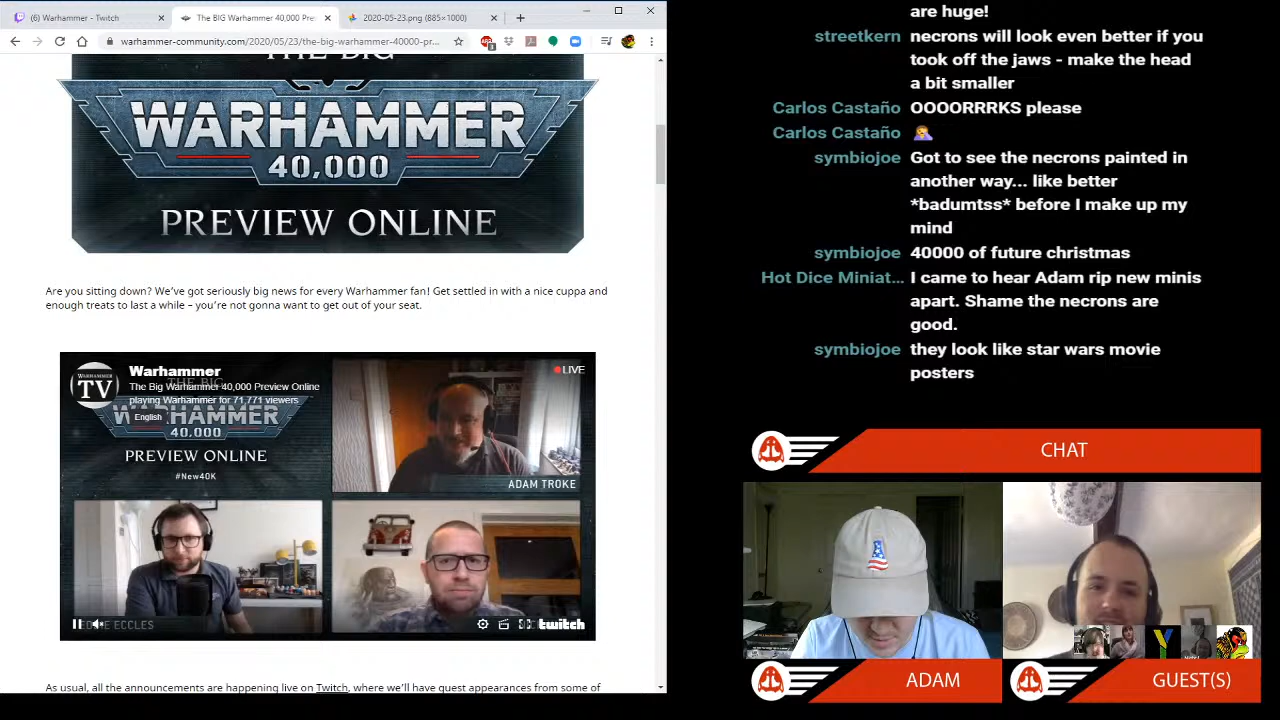 (6) Warhammer - Twitch
The BIG Warhammer 40,000 Pre
2020-05-23.png (885×1000)
warhammer-community.com/2020/05/23/the-big-warhammer-40000-pr...
THE BIG
WARHAMMER
40,000
PREVIEW ONLINE
Are you sitting down? We've got seriously big news for every Warhammer fan! Get settled in with a nice cuppa and
enough treats to last a while – you're not gonna want to get out of your seat.
WARHAMMER
TV
Warhammer
THE BIG
The Big Warhammer 40,000 Preview Online
playing Warhammer for 71,771 viewers
English
WARHAMMER
40,000
PREVIEW ONLINE
#New40K
LIVE
ADAM TROKE
ECCLES
twitch
As usual, all the announcements are happening live on Twitch, where we'll have guest appearances from some of
are huge!
streetkern necrons will look even better if you
took off the jaws - make the head
a bit smaller
Carlos Castaño OOOORRRKS please
Carlos Castaño 🤦
symbiojoe Got to see the necrons painted in
another way... like better
*badumtss* before I make up my
mind
symbiojoe 40000 of future christmas
Hot Dice Miniat... I came to hear Adam rip new minis
apart. Shame the necrons are
good.
symbiojoe they look like star wars movie
posters
CHAT
ADAM
GUEST(S)